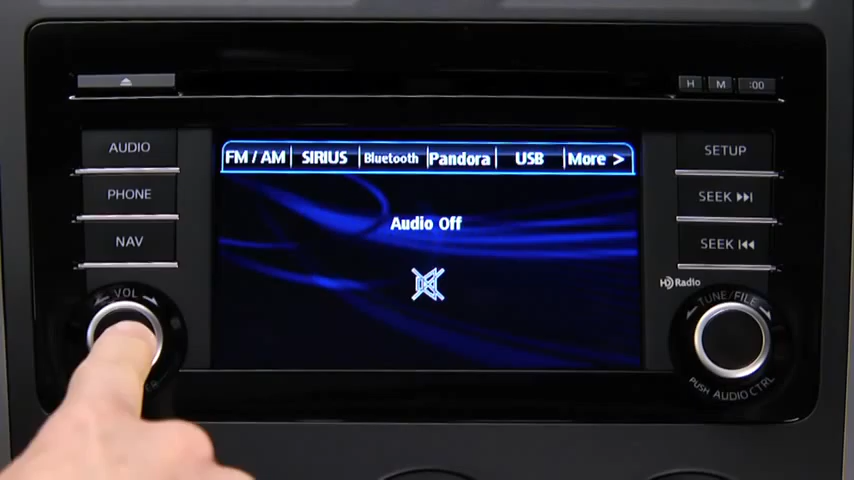 H M :00
AUDIO
PHONE
NAV
VOL
FM / AM SIRIUS Bluetooth Pandora USB More >
Audio Off
SETUP
SEEK
SEEK
HD Radio
TUNE/FILE
PUSH AUDIO CTRL